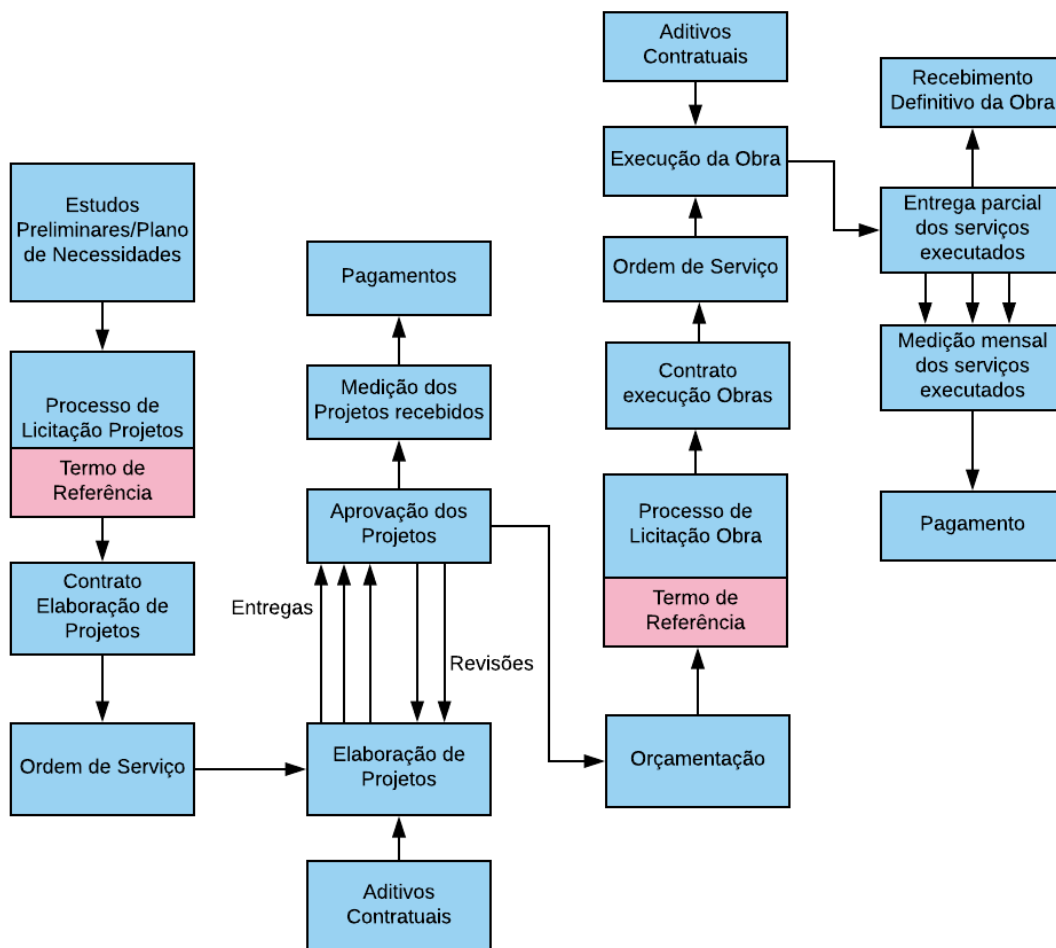 Estudos
Preliminares/Plano
de Necessidades
Processo de
Licitação Projetos
Termo de
Referência
Contrato
Elaboração de
Projetos
Ordem de Serviço
Pagamentos
Medição dos
Projetos recebidos
Aprovação dos
Projetos
Entregas
Revisões
Elaboração de
Projetos
Aditivos
Contratuais
Aditivos
Contratuais
Execução da Obra
Ordem de Serviço
Contrato
execução Obras
Processo de
Licitação Obra
Termo de
Referência
Orçamentação
Recebimento
Definitivo da Obra
Entrega parcial
dos serviços
executados
Medição mensal
dos serviços
executados
Pagamento